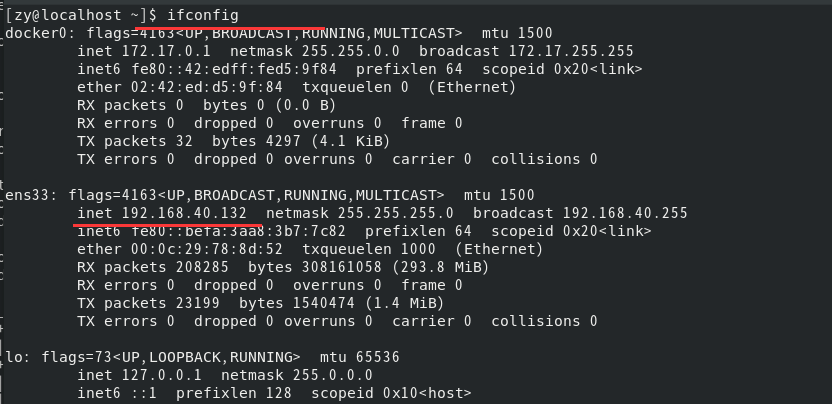 [zy@localhost ~]$ ifconfig
docker0: flags=4163<UP,BROADCAST,RUNNING,MULTICAST>  mtu 1500
        inet 172.17.0.1  netmask 255.255.0.0  broadcast 172.17.255.255
        inet6 fe80::42:edff:fed5:9f84  prefixlen 64  scopeid 0x20<link>
        ether 02:42:ed:d5:9f:84  txqueuelen 0  (Ethernet)
        RX packets 0  bytes 0 (0.0 B)
        RX errors 0  dropped 0  overruns 0  frame 0
        TX packets 32  bytes 4297 (4.1 KiB)
        TX errors 0  dropped 0 overruns 0  carrier 0  collisions 0
ens33: flags=4163<UP,BROADCAST,RUNNING,MULTICAST>  mtu 1500
        inet 192.168.40.132  netmask 255.255.255.0  broadcast 192.168.40.255
        inet6 fe80::befa:3aa8:3b7:7c82  prefixlen 64  scopeid 0x20<link>
        ether 00:0c:29:78:8d:52  txqueuelen 1000  (Ethernet)
        RX packets 208285  bytes 308161058 (293.8 MiB)
        RX errors 0  dropped 0  overruns 0  frame 0
        TX packets 23199  bytes 1540474 (1.4 MiB)
        TX errors 0  dropped 0 overruns 0  carrier 0  collisions 0
lo: flags=73<UP,LOOPBACK,RUNNING>  mtu 65536
        inet 127.0.0.1  netmask 255.0.0.0
        inet6 ::1  prefixlen 128  scopeid 0x10<host>